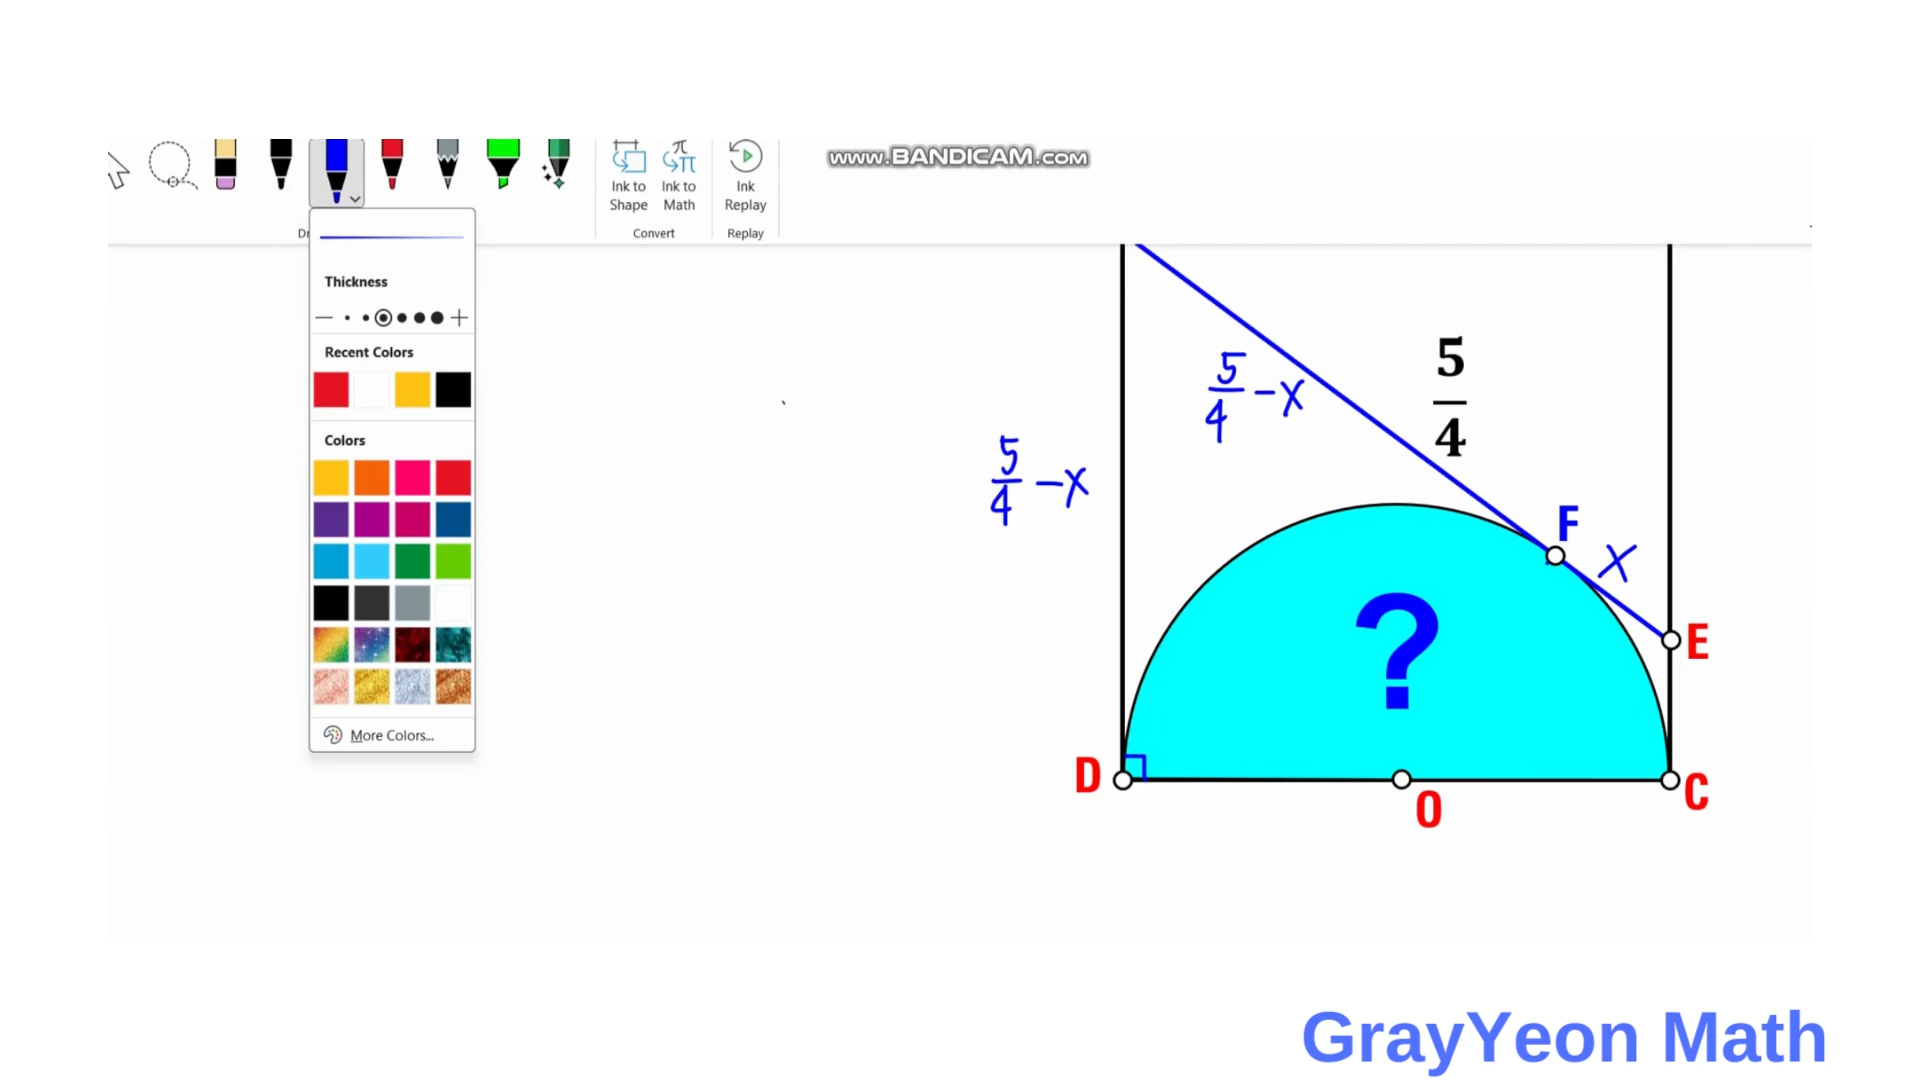 www.BANDICAM.com
Ink to Shape
Ink to Math
Ink Replay
Dr
Convert
Replay
Thickness
Recent Colors
Colors
More Colors...
5/4
5/4 -x
5/4 -x
F
x
?
E
D
O
C
GrayYeon Math